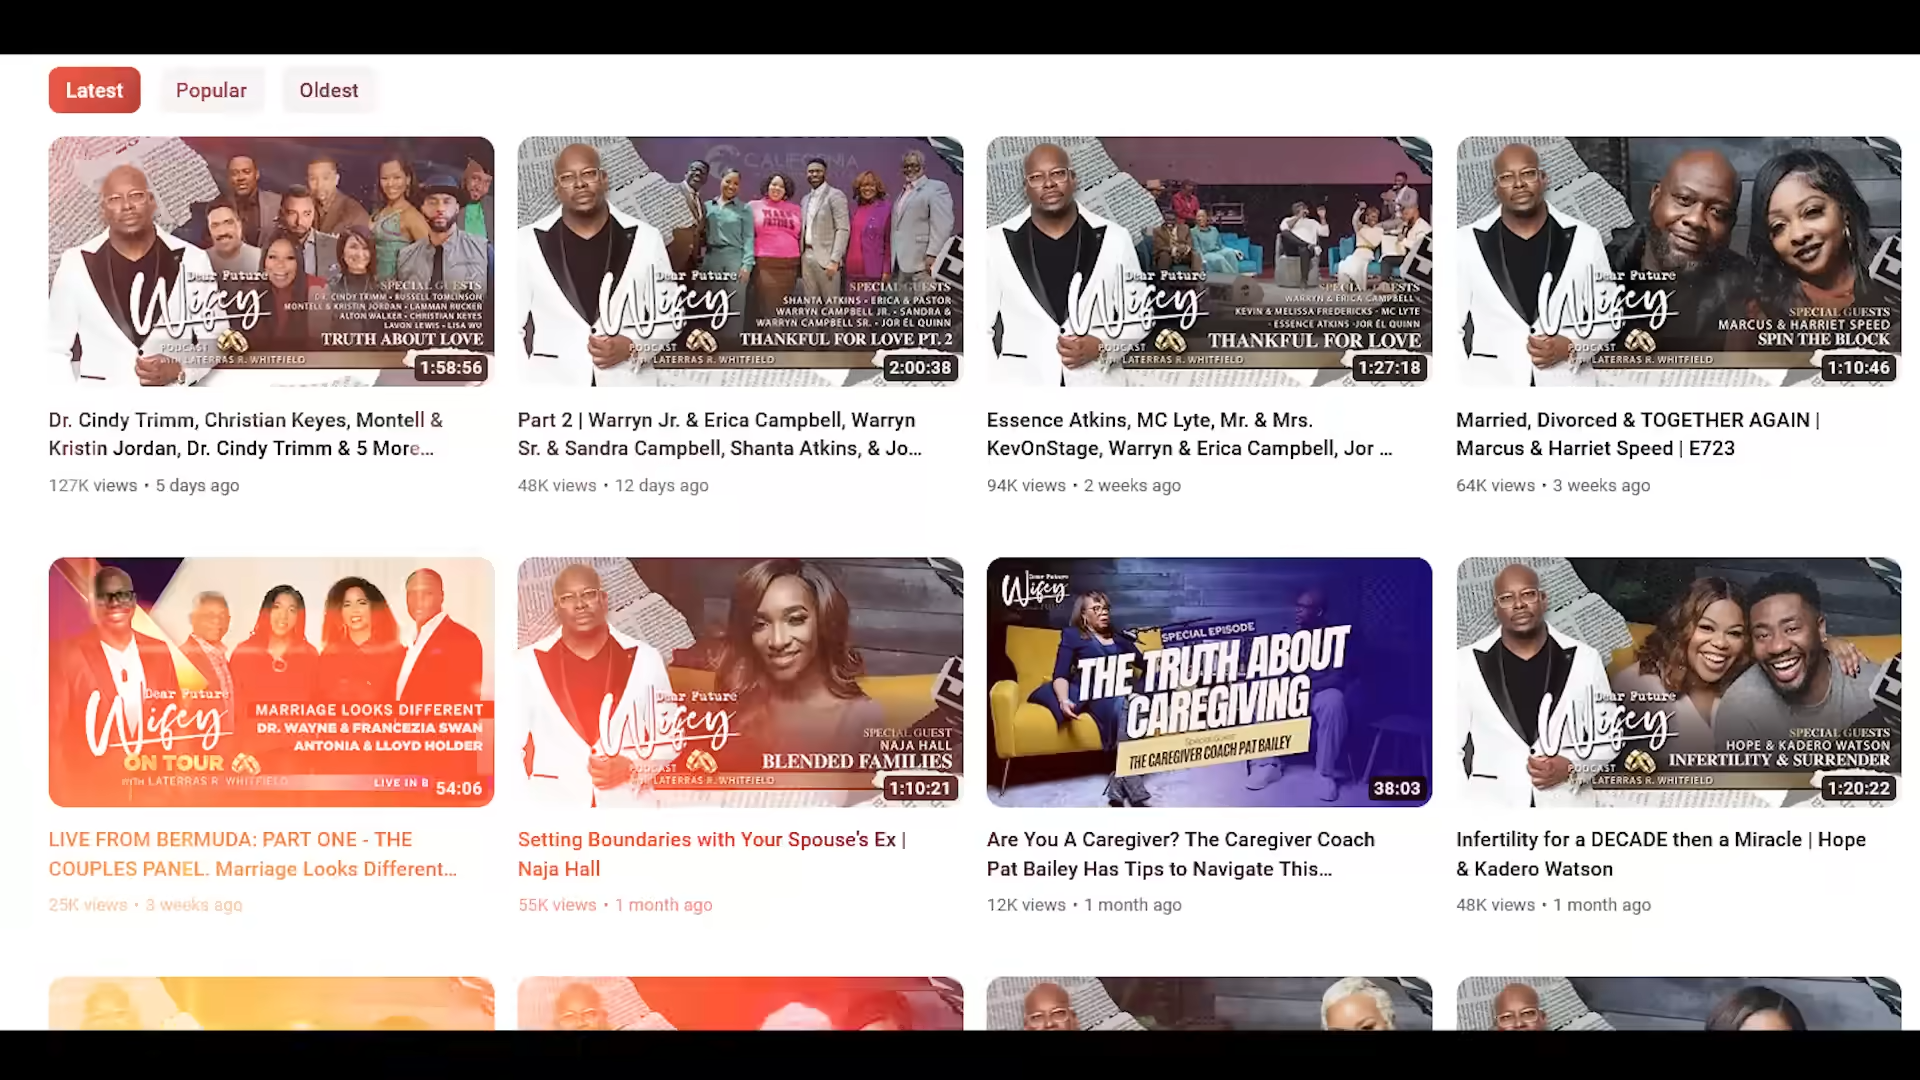 Latest
Popular
Oldest
Dear Future
Wifey
PODCAST
WITH LATERRAS R. WHITFIELD
SPECIAL GUESTS
DR. CINDY TRIMM • RUSSELL TOMLINSON
MONTELL & KRISTIN JORDAN • LAMMAN RUCKER
ALTON WALKER • CHRISTIAN KEYES
LAVON LEWIS • LISA WU
TRUTH ABOUT LOVE
1:58:56
CALIFORNIA
Dear Future
Wifey
PODCAST
LATERRAS R. WHITFIELD
SPECIAL GUESTS
SHANTA ATKINS • ERICA & PASTOR
WARRYN CAMPBELL JR. • SANDRA &
WARRYN CAMPBELL SR. • JOR ÉL QUINN
THANKFUL FOR LOVE PT. 2
2:00:38
Dear Future
Wifey
PODCAST
LATERRAS R. WHITFIELD
SPECIAL GUESTS
WARRYN & ERICA CAMPBELL •
KEVIN & MELISSA FREDERICKS • MC LYTE
• ESSENCE ATKINS • JOR ÉL QUINN
THANKFUL FOR LOVE
1:27:18
Dear Future
Wifey
PODCAST
LATERRAS R. WHITFIELD
SPECIAL GUESTS
MARCUS & HARRIET SPEED
SPIN THE BLOCK
1:10:46
Dr. Cindy Trimm, Christian Keyes, Montell &
Kristin Jordan, Dr. Cindy Trimm & 5 More...
127K views • 5 days ago
Part 2 | Warryn Jr. & Erica Campbell, Warryn
Sr. & Sandra Campbell, Shanta Atkins, & Jo...
48K views • 12 days ago
Essence Atkins, MC Lyte, Mr. & Mrs.
KevOnStage, Warryn & Erica Campbell, Jor ...
94K views • 2 weeks ago
Married, Divorced & TOGETHER AGAIN |
Marcus & Harriet Speed | E723
64K views • 3 weeks ago
Dear Future
Wifey
ON TOUR
WITH LATERRAS R. WHITFIELD
MARRIAGE LOOKS DIFFERENT
DR. WAYNE & FRANCEZIA SWAN
ANTONIA & LLOYD HOLDER
LIVE IN B
54:06
Dear Future
Wifey
PODCAST
LATERRAS R. WHITFIELD
SPECIAL GUEST
NAJA HALL
BLENDED FAMILIES
1:10:21
Dear Future
Wifey
SPECIAL EPISODE
THE TRUTH ABOUT
CAREGIVING
Special Guest
THE CAREGIVER COACH PAT BAILEY
38:03
Dear Future
Wifey
PODCAST
LATERRAS R. WHITFIELD
SPECIAL GUESTS
HOPE & KADERO WATSON
INFERTILITY & SURRENDER
1:20:22
LIVE FROM BERMUDA: PART ONE - THE
COUPLES PANEL. Marriage Looks Different...
25K views • 3 weeks ago
Setting Boundaries with Your Spouse's Ex |
Naja Hall
55K views • 1 month ago
Are You A Caregiver? The Caregiver Coach
Pat Bailey Has Tips to Navigate This...
12K views • 1 month ago
Infertility for a DECADE then a Miracle | Hope
& Kadero Watson
48K views • 1 month ago